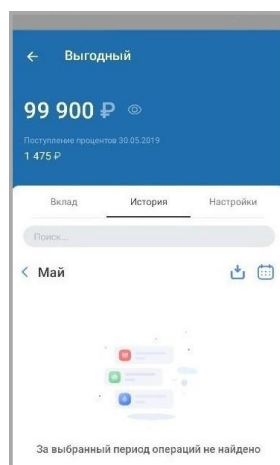 Выгодный
99 900 ₽
Поступление процентов 30.05.2019
1 475 ₽
Вклад История Настройки
Поиск...
Май
За выбранный период операций не найдено